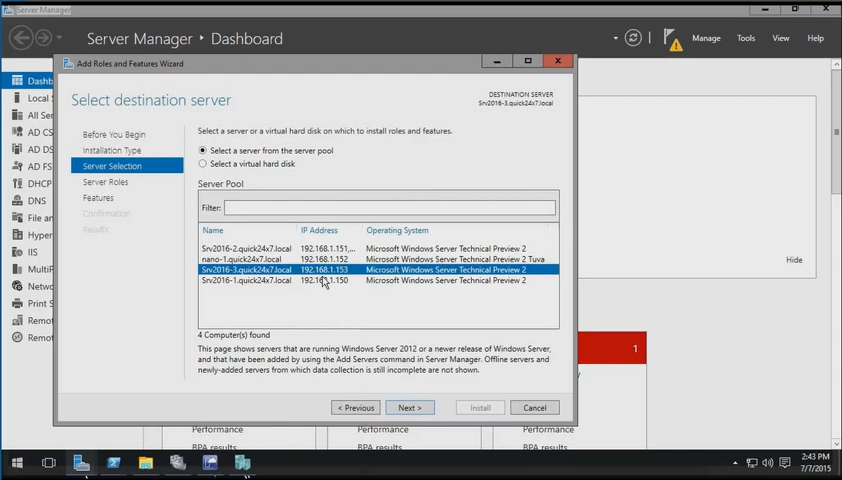 Server Manager
Server Manager ‣ Dashboard
Manage Tools View Help
Add Roles and Features Wizard
Select destination server
DESTINATION SERVER
Srv2016-3.quick24x7.local
Before You Begin
Installation Type
Server Selection
Server Roles
Features
Confirmation
Results
Select a server or a virtual hard disk on which to install roles and features.
Select a server from the server pool
Select a virtual hard disk
Server Pool
Filter:
Name IP Address Operating System
Srv2016-2.quick24x7.local 192.168.1.151,... Microsoft Windows Server Technical Preview 2
nano-1.quick24x7.local 192.168.1.152 Microsoft Windows Server Technical Preview 2 Tuva
Srv2016-3.quick24x7.local 192.168.1.153 Microsoft Windows Server Technical Preview 2
Srv2016-1.quick24x7.local 192.168.1.150 Microsoft Windows Server Technical Preview 2
4 Computer(s) found
This page shows servers that are running Windows Server 2012 or a newer release of Windows Server,
and that have been added by using the Add Servers command in Server Manager. Offline servers and
newly-added servers from which data collection is still incomplete are not shown.
< Previous Next > Install Cancel
Dashb
Local S
All Serv
AD CS
AD DS
AD FS
DHCP
DNS
File an
Hyper
IIS
MultiP
Netwo
Print S
Remot
Remot
Hide
1
Performance Performance Performance
BPA results BPA results BPA results
2:43 PM
7/7/2015